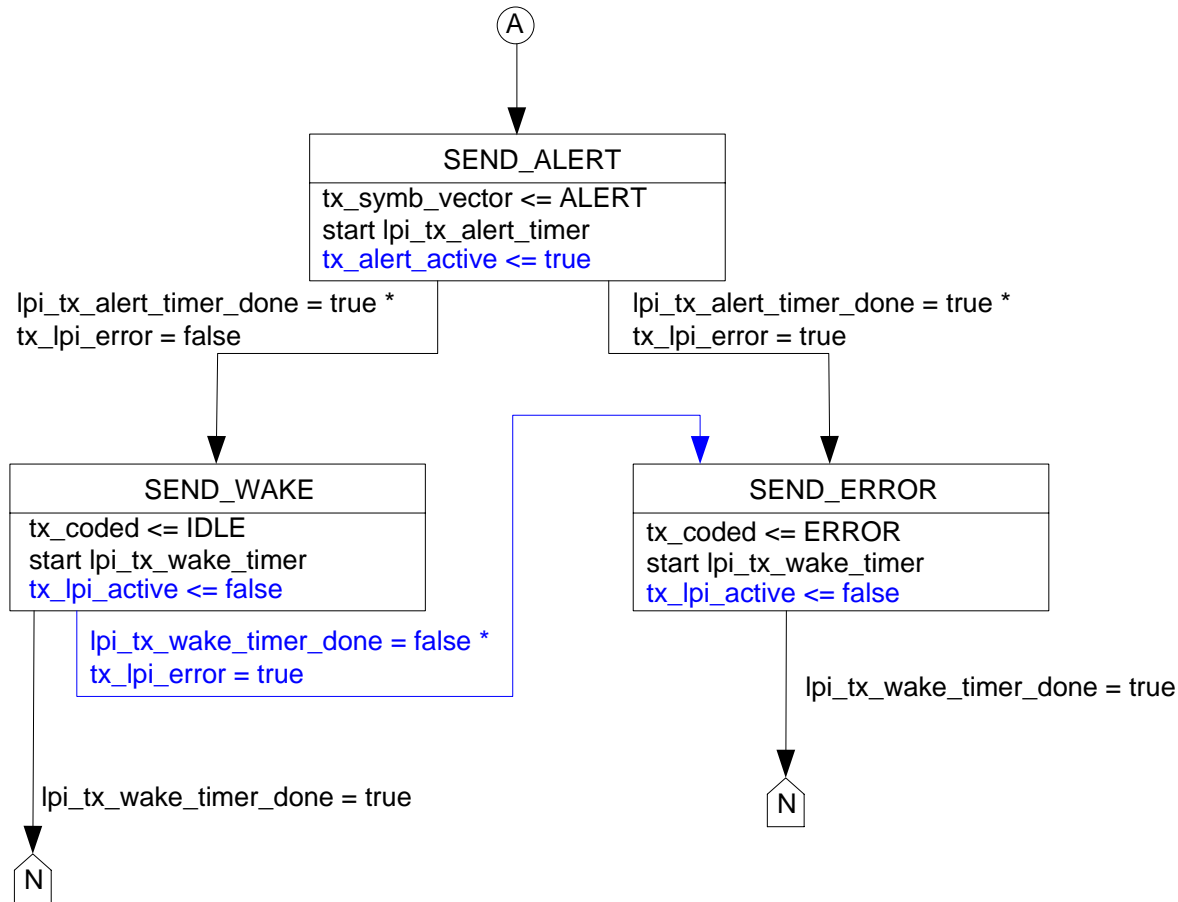 A
SEND_ALERT
tx_symb_vector <= ALERT
start lpi_tx_alert_timer
tx_alert_active <= true
lpi_tx_alert_timer_done = true *
tx_lpi_error = false
lpi_tx_alert_timer_done = true *
tx_lpi_error = true
SEND_WAKE
tx_coded <= IDLE
start lpi_tx_wake_timer
tx_lpi_active <= false
SEND_ERROR
tx_coded <= ERROR
start lpi_tx_wake_timer
tx_lpi_active <= false
lpi_tx_wake_timer_done = false *
tx_lpi_error = true
lpi_tx_wake_timer_done = true
lpi_tx_wake_timer_done = true
N
N